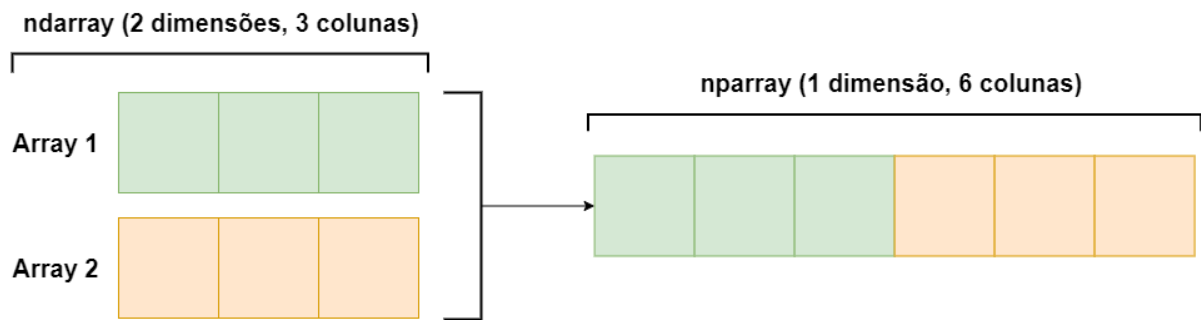 ndarray (2 dimensões, 3 colunas)
nparray (1 dimensão, 6 colunas)
Array 1
Array 2